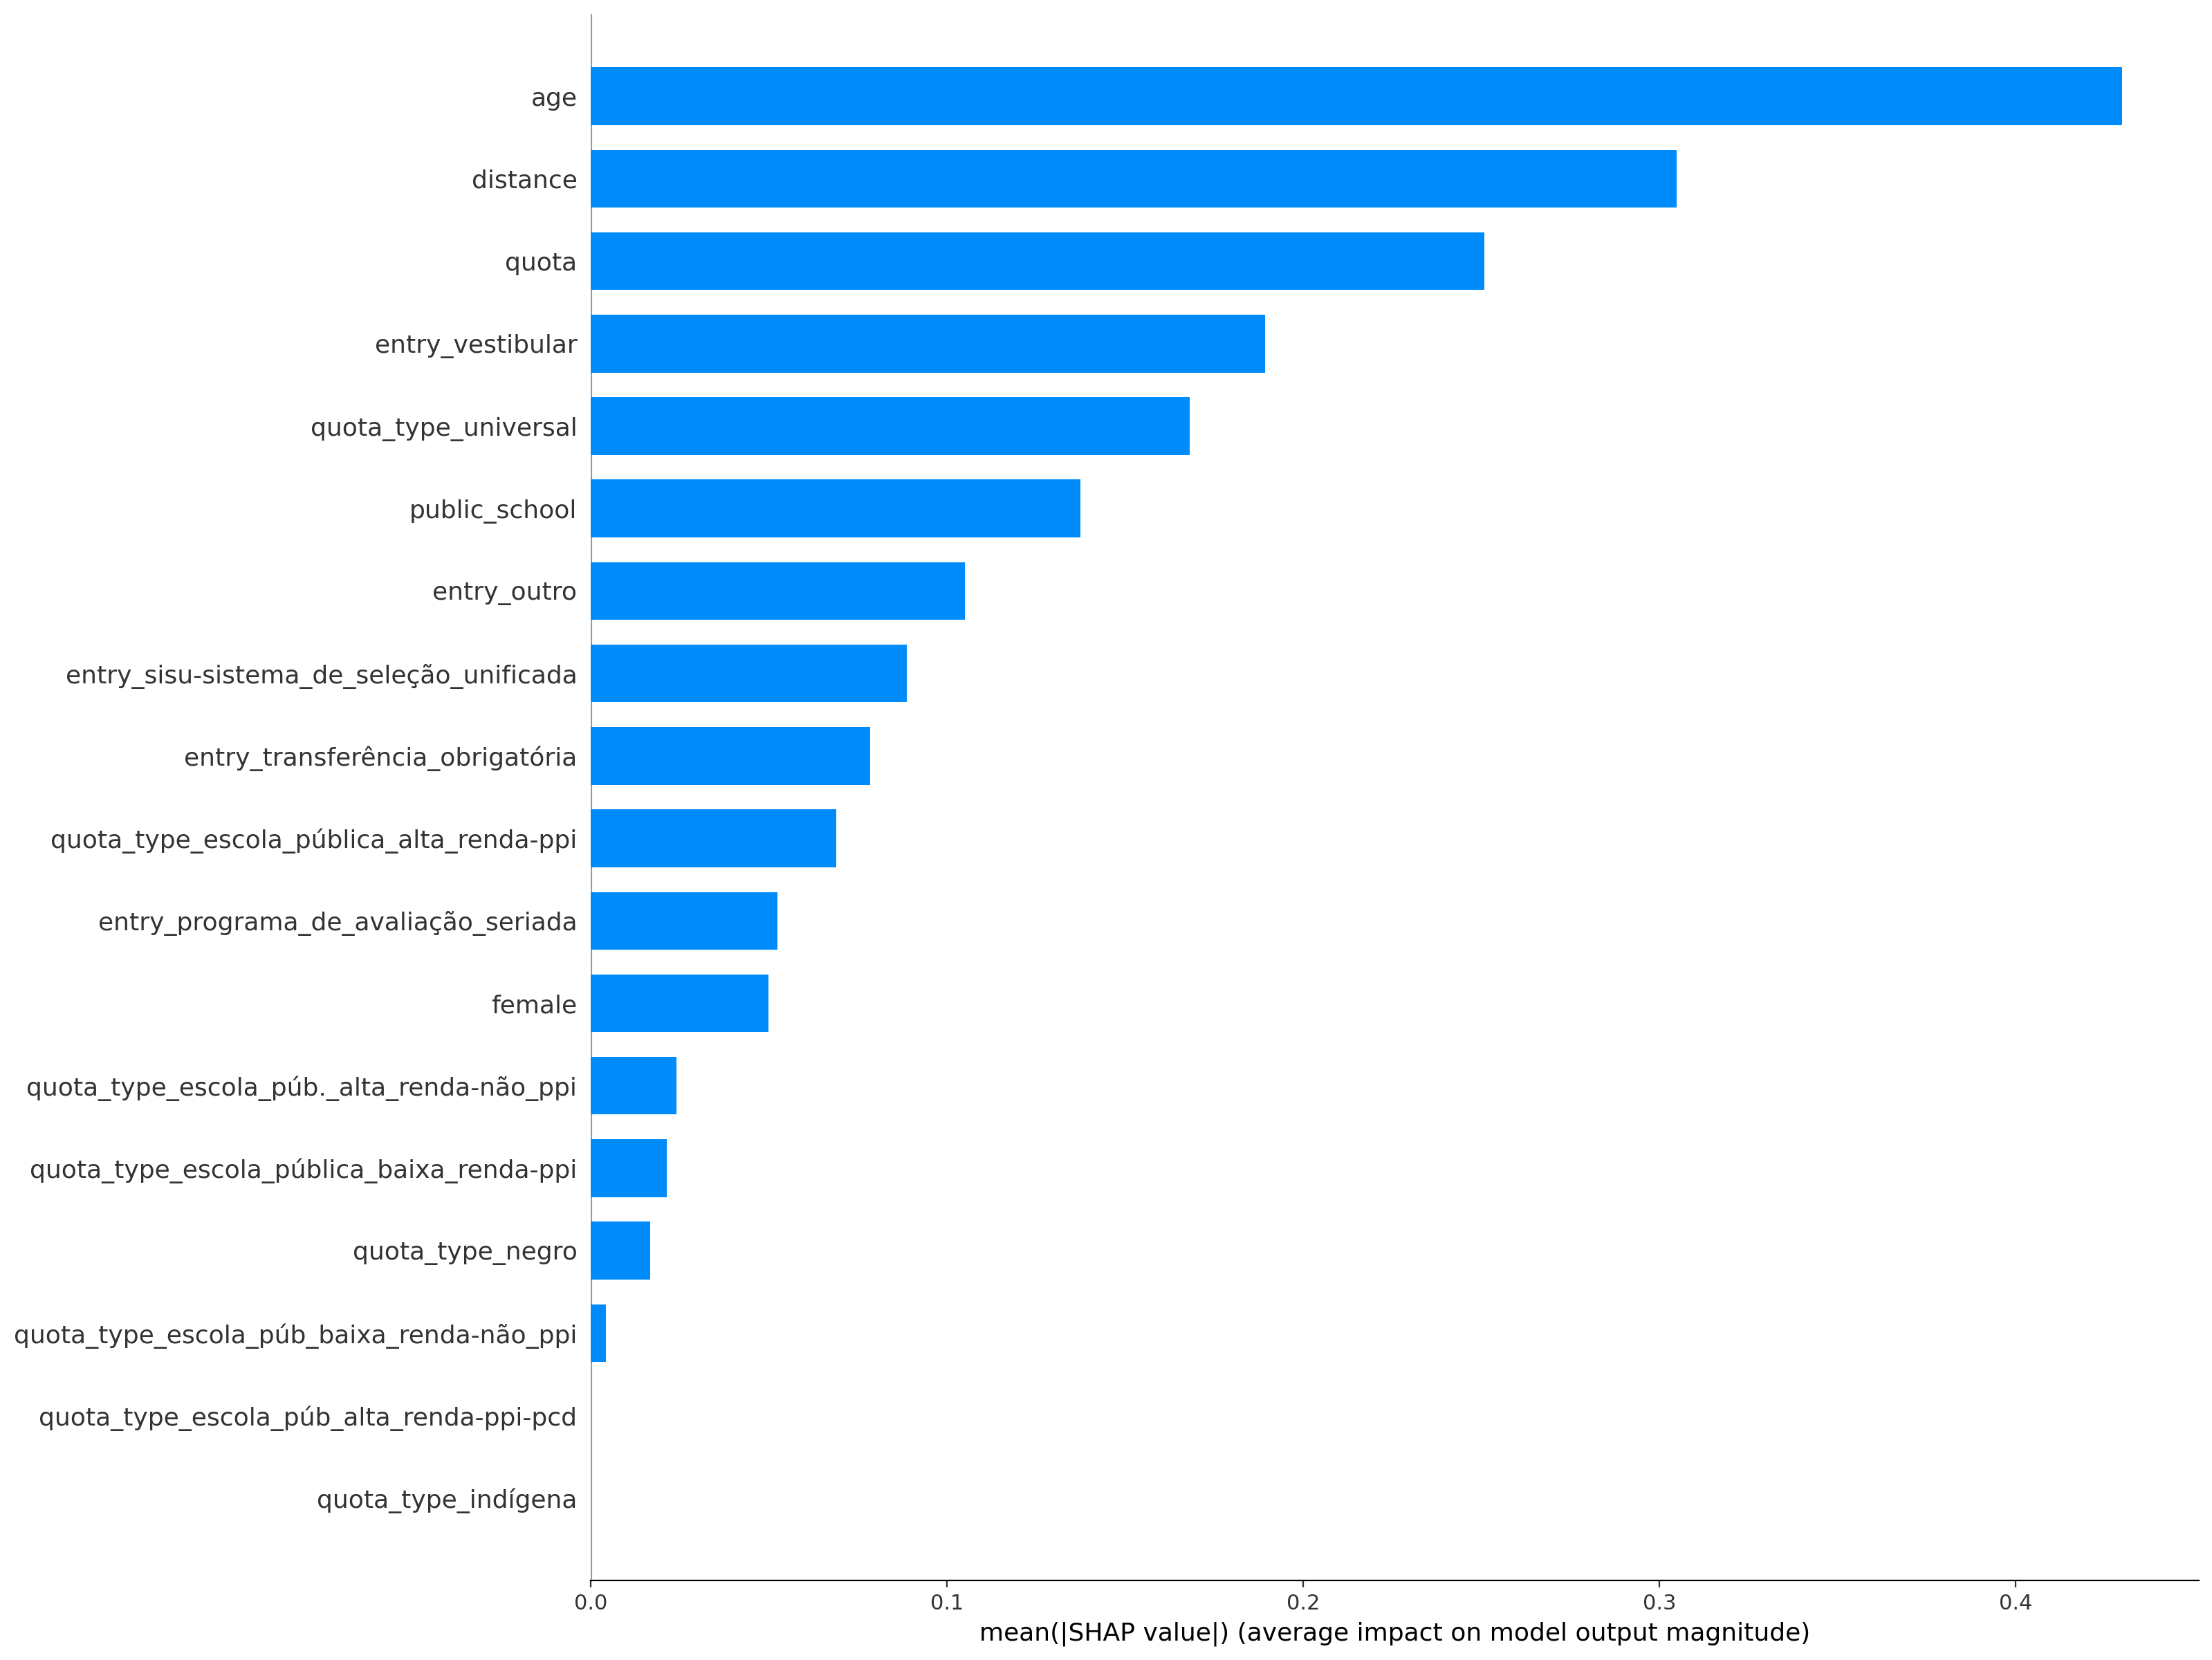 age
distance
quota
entry_vestibular
quota_type_universal
public_school
entry_outro
entry_sisu-sistema_de_seleção_unificada
entry_transferência_obrigatória
quota_type_escola_pública_alta_renda-ppi
entry_programa_de_avaliação_seriada
female
quota_type_escola_púb._alta_renda-não_ppi
quota_type_escola_pública_baixa_renda-ppi
quota_type_negro
quota_type_escola_púb_baixa_renda-não_ppi
quota_type_escola_púb_alta_renda-ppi-pcd
quota_type_indígena
0.0 0.1 0.2 0.3 0.4
mean(|SHAP value|) (average impact on model output magnitude)